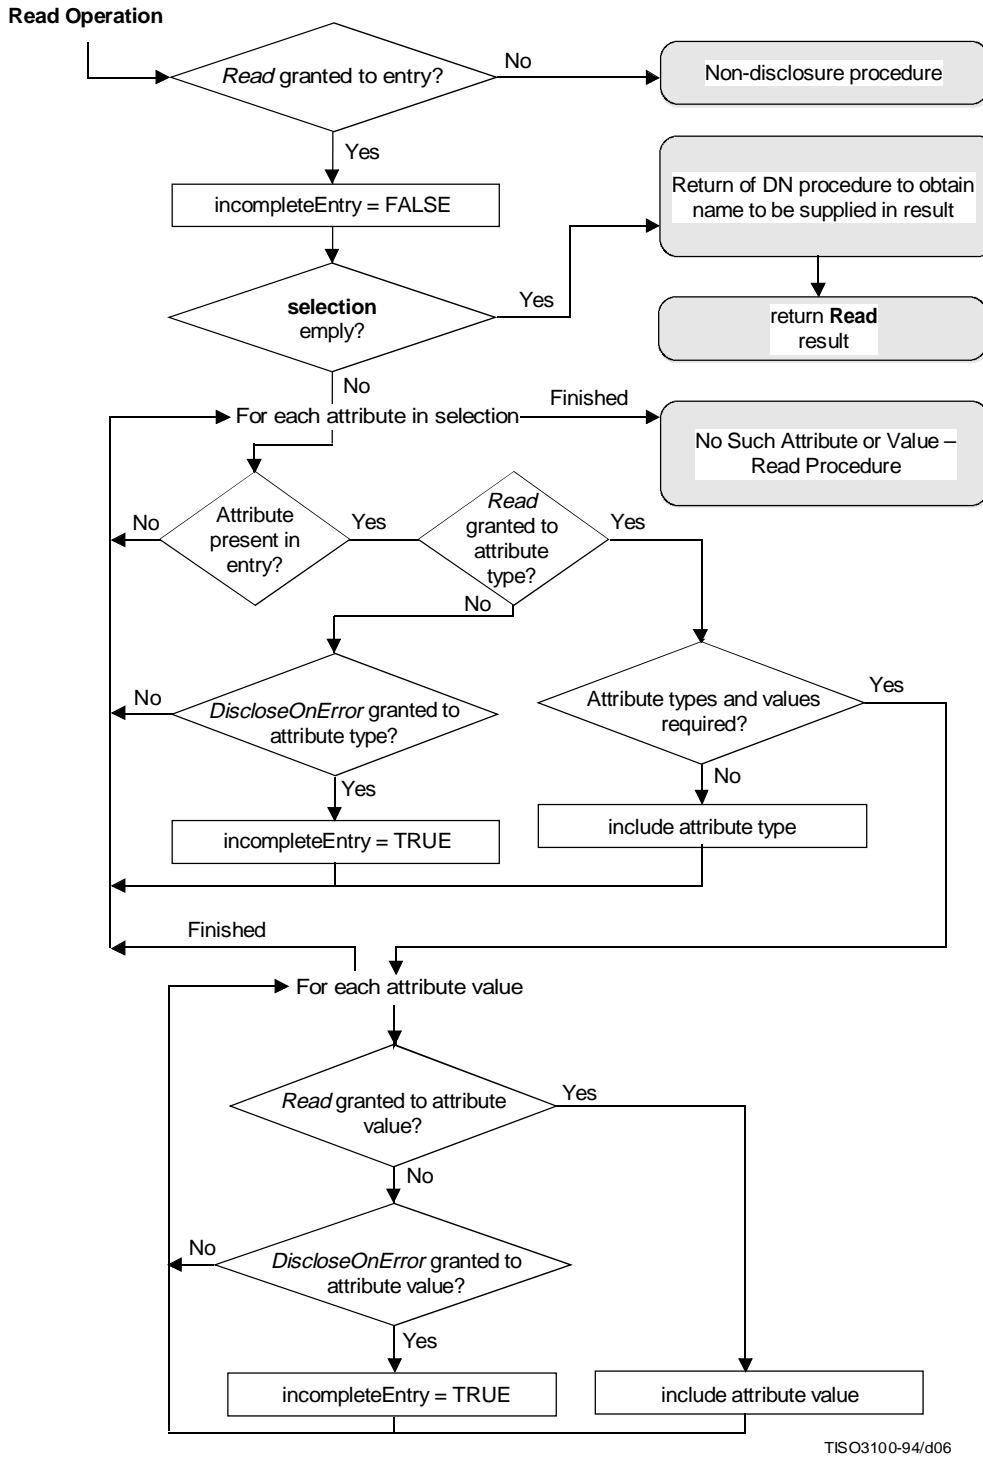 Read Operation
Read granted to entry?
No
Non-disclosure procedure
Yes
incompleteEntry = FALSE
Return of DN procedure to obtain
name to be supplied in result
selection
emply?
Yes
return Read
result
No
For each attribute in selection
Finished
No Such Attribute or Value –
Read Procedure
No
Attribute
present in
entry?
Yes
Read
granted to
attribute
type?
Yes
No
No
DiscloseOnError granted to
attribute type?
Attribute types and values
required?
Yes
Yes
No
incompleteEntry = TRUE
include attribute type
Finished
For each attribute value
Read granted to attribute
value?
Yes
No
No
DiscloseOnError granted to
attribute value?
Yes
incompleteEntry = TRUE
include attribute value
TISO3100-94/d06